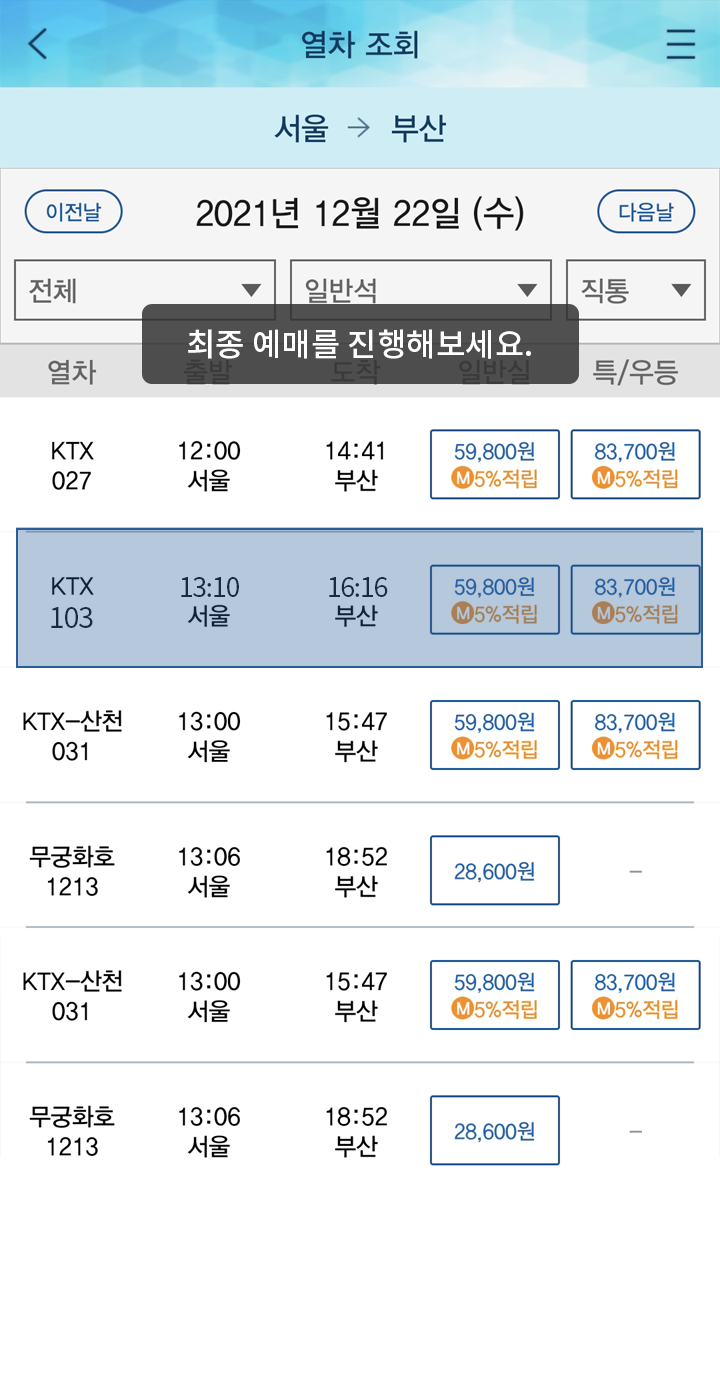 열차 조회
서울 → 부산
이전날 2021년 12월 22일 (수) 다음날
전체 일반석 직통
최종 예매를 진행해보세요.
열차 출발 도착 일반실 특/우등
KTX 12:00 14:41 59,800원 83,700원
027 서울 부산 M5%적립 M5%적립
KTX 13:10 16:16 59,800원 83,700원
103 서울 부산 M5%적립 M5%적립
KTX-산천 13:00 15:47 59,800원 83,700원
031 서울 부산 M5%적립 M5%적립
무궁화호 13:06 18:52 28,600원 -
1213 서울 부산
KTX-산천 13:00 15:47 59,800원 83,700원
031 서울 부산 M5%적립 M5%적립
무궁화호 13:06 18:52 28,600원 -
1213 서울 부산